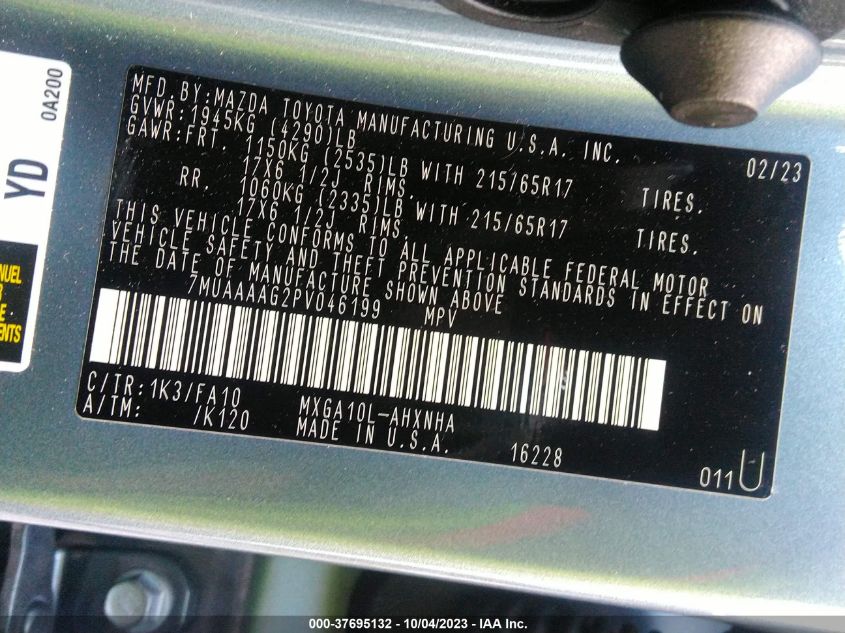 0A200
YD
NUEL
E.
ENTS
MFD. BY:MAZDA TOYOTA MANUFACTURING U.S.A. INC.
GVWR:1945KG (4290)LB 02/23
GAWR:FRT. 1150KG (2535)LB WITH 215/65R17 TIRES,
17X6 1/2J RIMS,
RR. 1060KG (2335)LB WITH 215/65R17 TIRES,
17X6 1/2J RIMS.
THIS VEHICLE CONFORMS TO ALL APPLICABLE FEDERAL MOTOR
VEHICLE SAFETY AND THEFT PREVENTION STANDARDS IN EFFECT ON
THE DATE OF MANUFACTURE SHOWN ABOVE
7MUAAAAG2PV046199 MPV
C/TR:1K3/FA10 MXGA10L-AHXNHA
A/TM: /K120 MADE IN U.S.A.
16228
011U
000-37695132 - 10/04/2023 - IAA Inc.